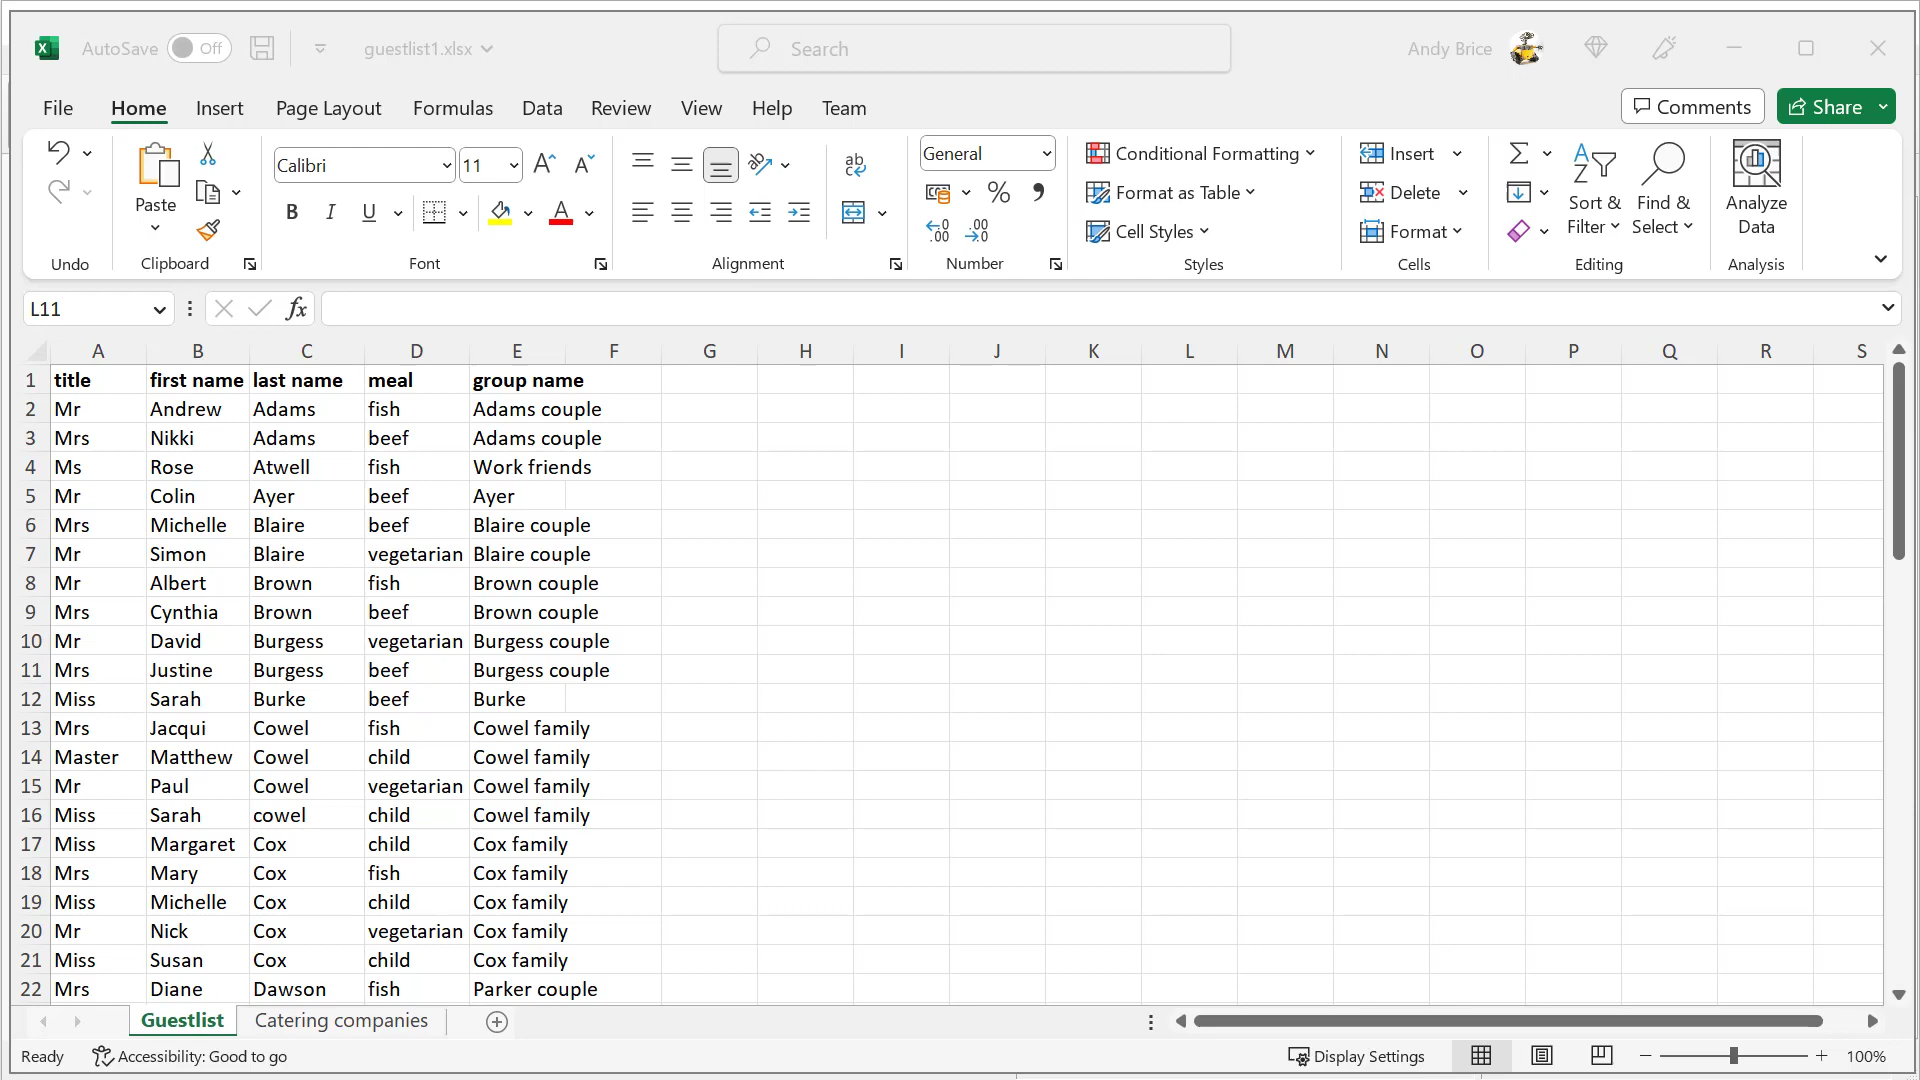 AutoSave Off guestlist1.xlsx Search Andy Brice
File Home Insert Page Layout Formulas Data Review View Help Team Comments Share
Paste
Undo
Clipboard
Calibri 11
B I U A
Font
ab
Alignment
General
% 9
Number
Conditional Formatting
Format as Table
Cell Styles
Styles
Insert
Delete
Format
Cells
Sort & Filter
Find & Select
Editing
Analyze Data
Analysis
L11 fx
A B C D E F G H I J K L M N O P Q R S
1 title first name last name meal group name
2 Mr Andrew Adams fish Adams couple
3 Mrs Nikki Adams beef Adams couple
4 Ms Rose Atwell fish Work friends
5 Mr Colin Ayer beef Ayer
6 Mrs Michelle Blaire beef Blaire couple
7 Mr Simon Blaire vegetarian Blaire couple
8 Mr Albert Brown fish Brown couple
9 Mrs Cynthia Brown beef Brown couple
10 Mr David Burgess vegetarian Burgess couple
11 Mrs Justine Burgess beef Burgess couple
12 Miss Sarah Burke beef Burke
13 Mrs Jacqui Cowel fish Cowel family
14 Master Matthew Cowel child Cowel family
15 Mr Paul Cowel vegetarian Cowel family
16 Miss Sarah cowel child Cowel family
17 Miss Margaret Cox child Cox family
18 Mrs Mary Cox fish Cox family
19 Miss Michelle Cox child Cox family
20 Mr Nick Cox vegetarian Cox family
21 Miss Susan Cox child Cox family
22 Mrs Diane Dawson fish Parker couple
Guestlist Catering companies
Ready Accessibility: Good to go Display Settings 100%